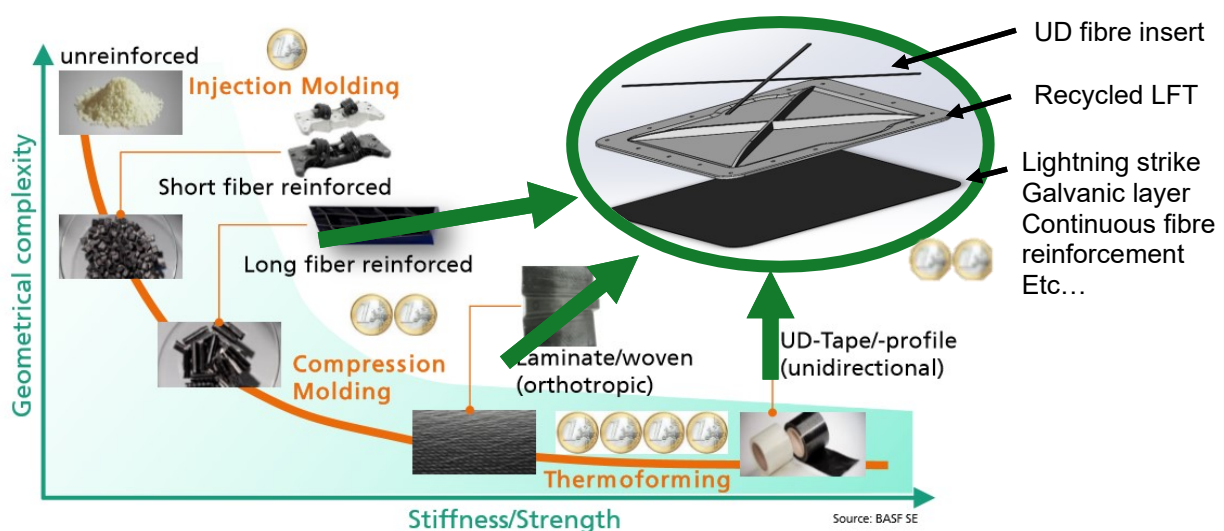 unreinforced
Injection Molding
Short fiber reinforced
Long fiber reinforced
Compression
Molding
Laminate/woven
(orthotropic)
UD-Tape/-profile
(unidirectional)
Thermoforming
UD fibre insert
Recycled LFT
Lightning strike
Galvanic layer
Continuous fibre
reinforcement
Etc…
Geometrical complexity
Stiffness/Strength
Source: BASF SE